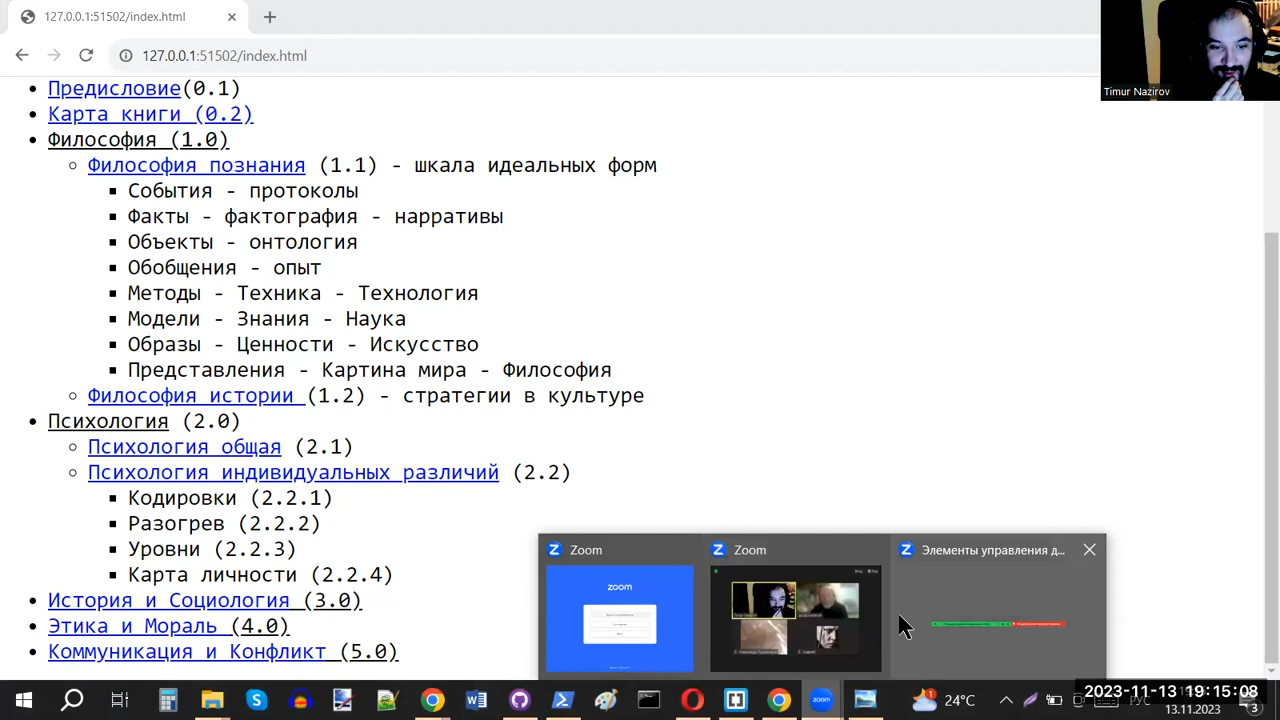 127.0.0.1:51502/index.html
127.0.0.1:51502/index.html
Timur Nazirov
Предисловие(0.1)
Карта книги (0.2)
Философия (1.0)
Философия познания (1.1) - шкала идеальных форм
События - протоколы
Факты - фактография - нарративы
Объекты - онтология
Обобщения - опыт
Методы - Техника - Технология
Модели - Знания - Наука
Образы - Ценности - Искусство
Представления - Картина мира - Философия
Философия истории (1.2) - стратегии в культуре
Психология (2.0)
Психология общая (2.1)
Психология индивидуальных различий (2.2)
Кодировки (2.2.1)
Разогрев (2.2.2)
Уровни (2.2.3)
Карта личности (2.2.4)
История и Социология (3.0)
Этика и Мораль (4.0)
Коммуникация и Конфликт (5.0)
Zoom
Zoom
Элементы управления д...
zoom
24°C
РУС
2023-11-13 19:15:08
13.11.2023
3